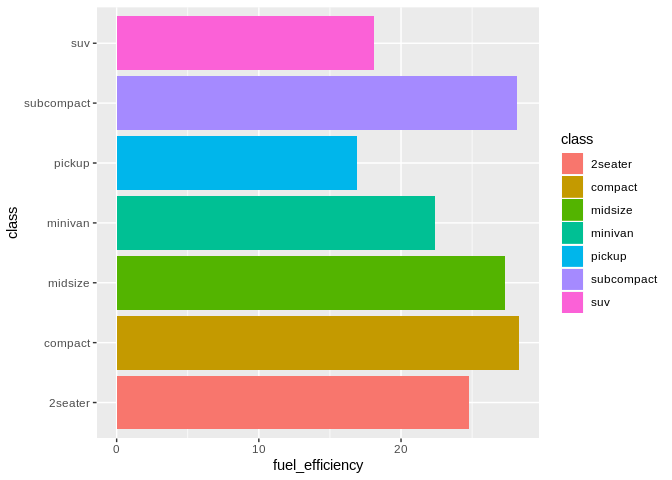 suv
subcompact
pickup
minivan
midsize
compact
2seater
class
0 10 20
fuel_efficiency
class
2seater
compact
midsize
minivan
pickup
subcompact
suv